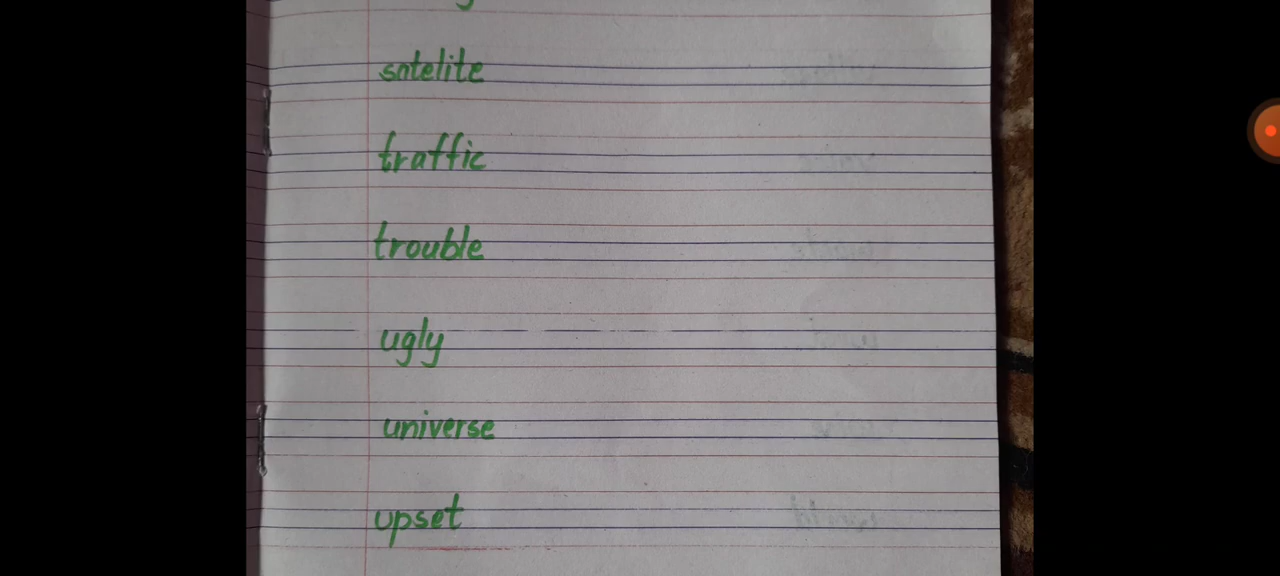 satelite
traffic
trouble
ugly
universe
upset